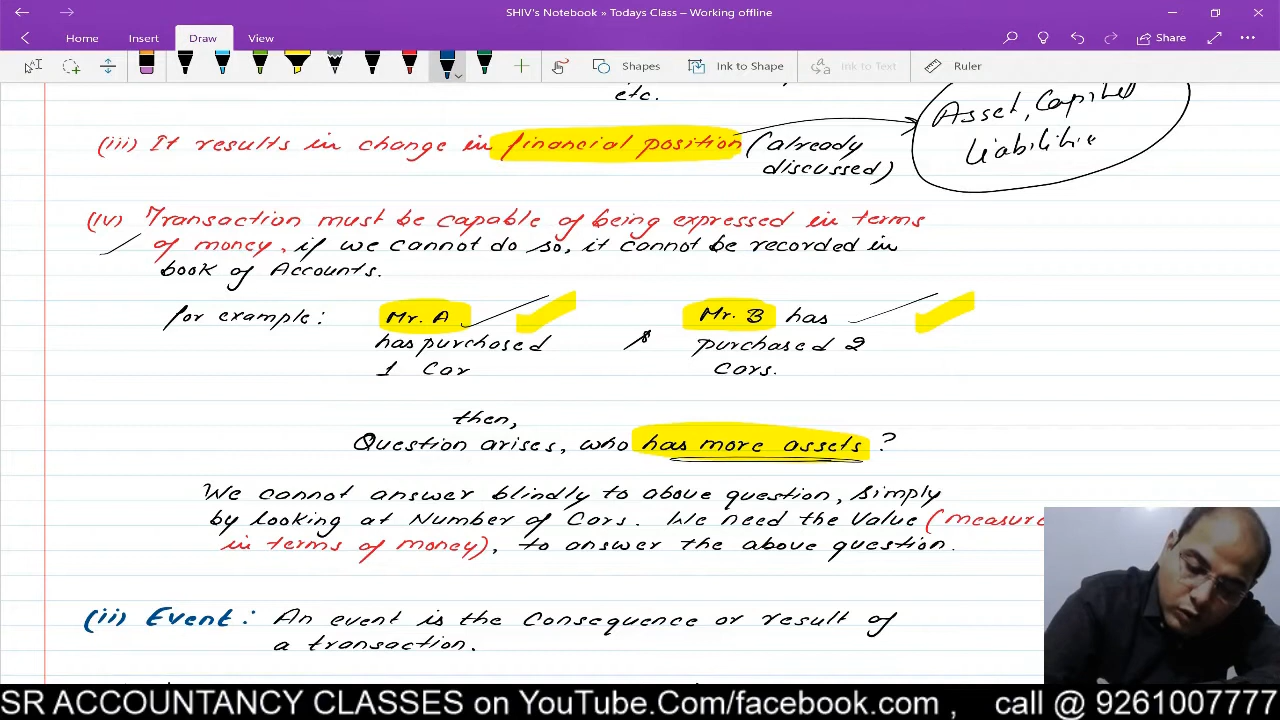 SHIV's Notebook » Todays Class – Working offline
Home Insert Draw View Share
Shapes Ink to Shape Ink to Text Ruler
etc.
Asset, Capital
Liabilitie
(iii) It results in change in financial position (already
discussed)
(iv) Transaction must be capable of being expressed in terms
of money, if we cannot do so, it cannot be recorded in
book of Accounts.
for example: Mr. A Mr. B has
has purchased & purchased 2
1 Car Cars.
then,
Question arises, who has more assets ?
We cannot answer blindly to above question, simply
by looking at Number of Cars. We need the Value (measure
in terms of money), to answer the above question.
(ii) Event: An event is the consequence or result of
a transaction.
SR ACCOUNTANCY CLASSES on YouTube.Com/facebook.com , call @ 9261007777